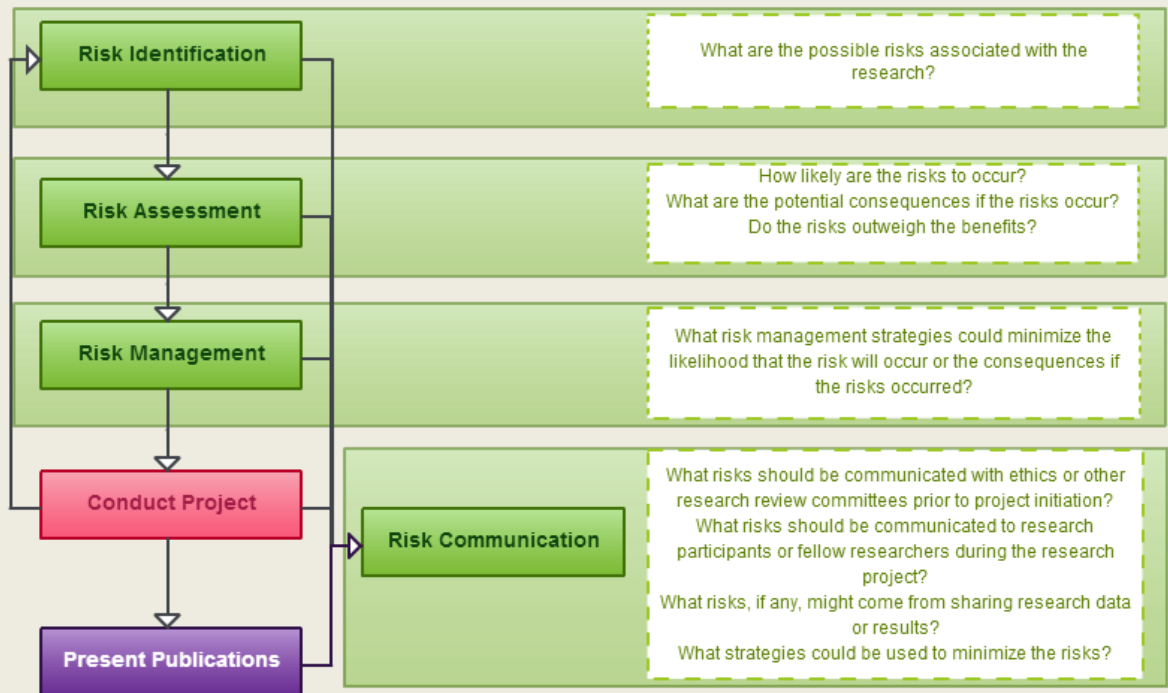 Risk Identification
What are the possible risks associated with the
research?
Risk Assessment
How likely are the risks to occur?
What are the potential consequences if the risks occur?
Do the risks outweigh the benefits?
Risk Management
What risk management strategies could minimize the
likelihood that the risk will occur or the consequences if
the risks occurred?
Conduct Project
Risk Communication
What risks should be communicated with ethics or other
research review committees prior to project initiation?
What risks should be communicated to research
participants or fellow researchers during the research
project?
What risks, if any, might come from sharing research data
or results?
What strategies could be used to minimize the risks?
Present Publications